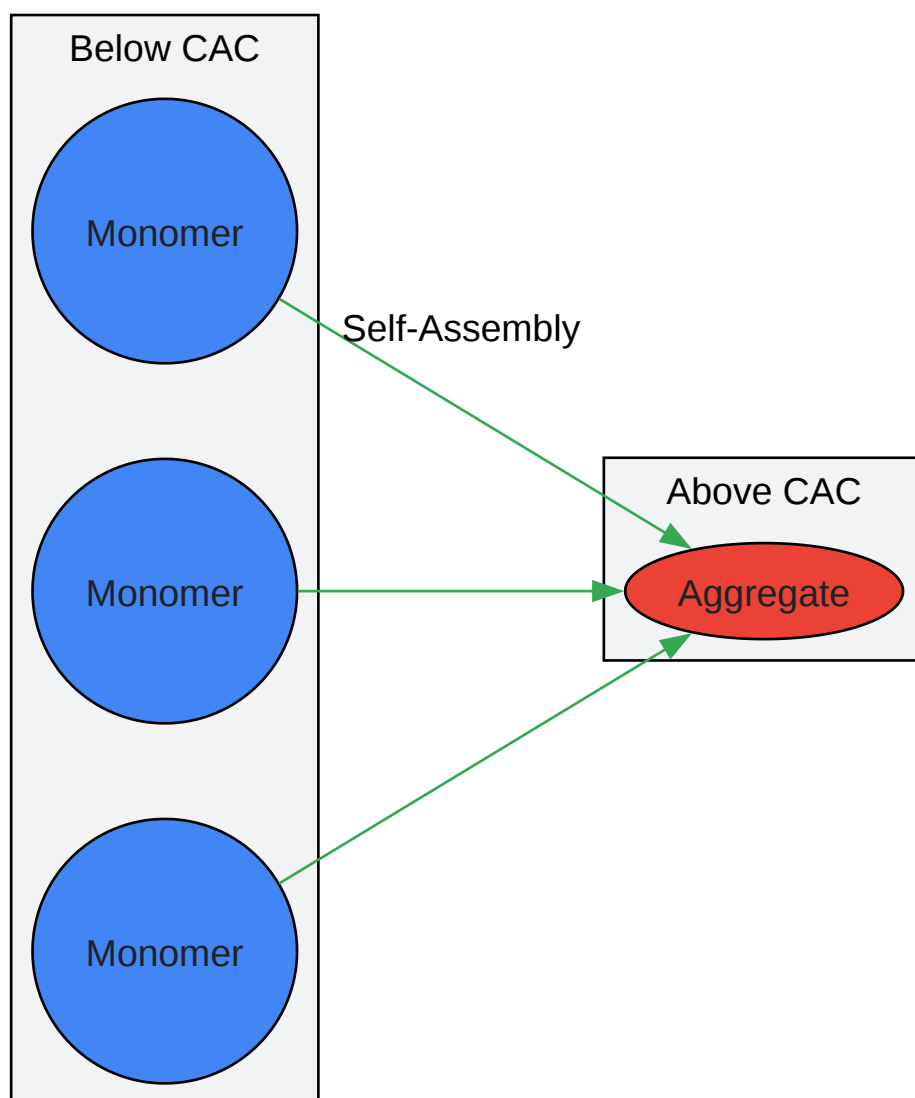 Below CAC
Monomer
Self-Assembly
Above CAC
Monomer
Aggregate
Monomer